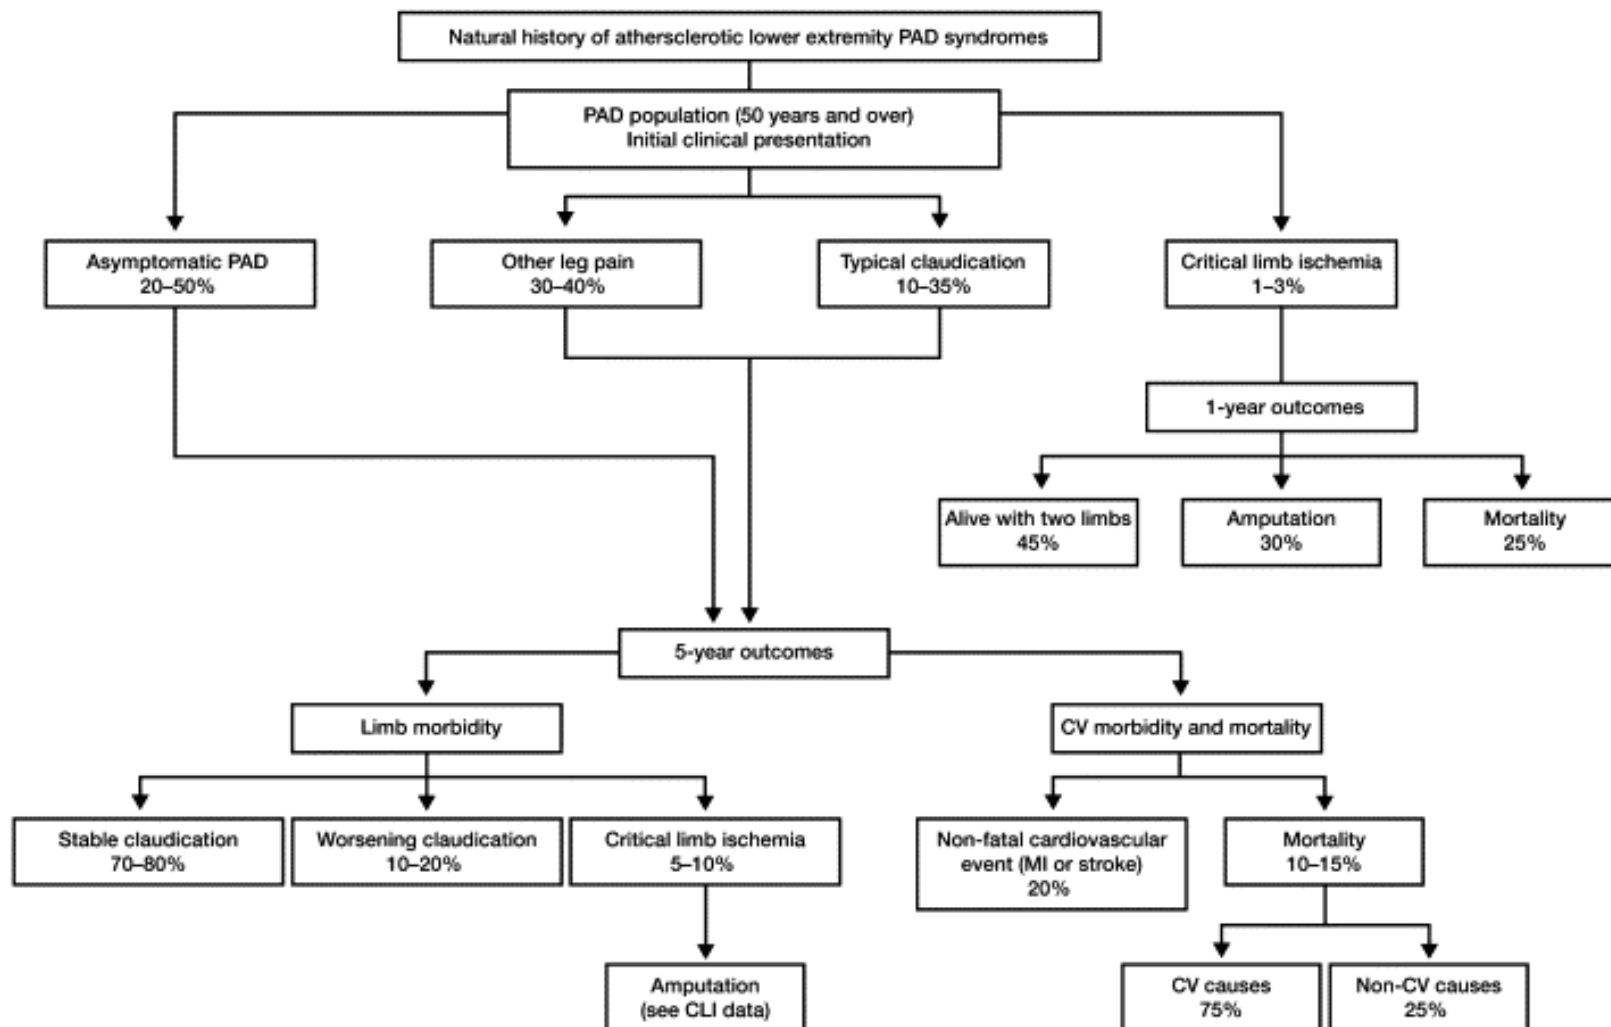 Natural history of athersclerotic lower extremity PAD syndromes
PAD population (50 years and over)
Initial clinical presentation
Asymptomatic PAD
20–50%
Other leg pain
30–40%
Typical claudication
10–35%
Critical limb ischemia
1–3%
1-year outcomes
Alive with two limbs
45%
Amputation
30%
Mortality
25%
5-year outcomes
Limb morbidity
CV morbidity and mortality
Stable claudication
70–80%
Worsening claudication
10–20%
Critical limb ischemia
5–10%
Non-fatal cardiovascular
event (MI or stroke)
20%
Mortality
10–15%
Amputation
(see CLI data)
CV causes
75%
Non-CV causes
25%